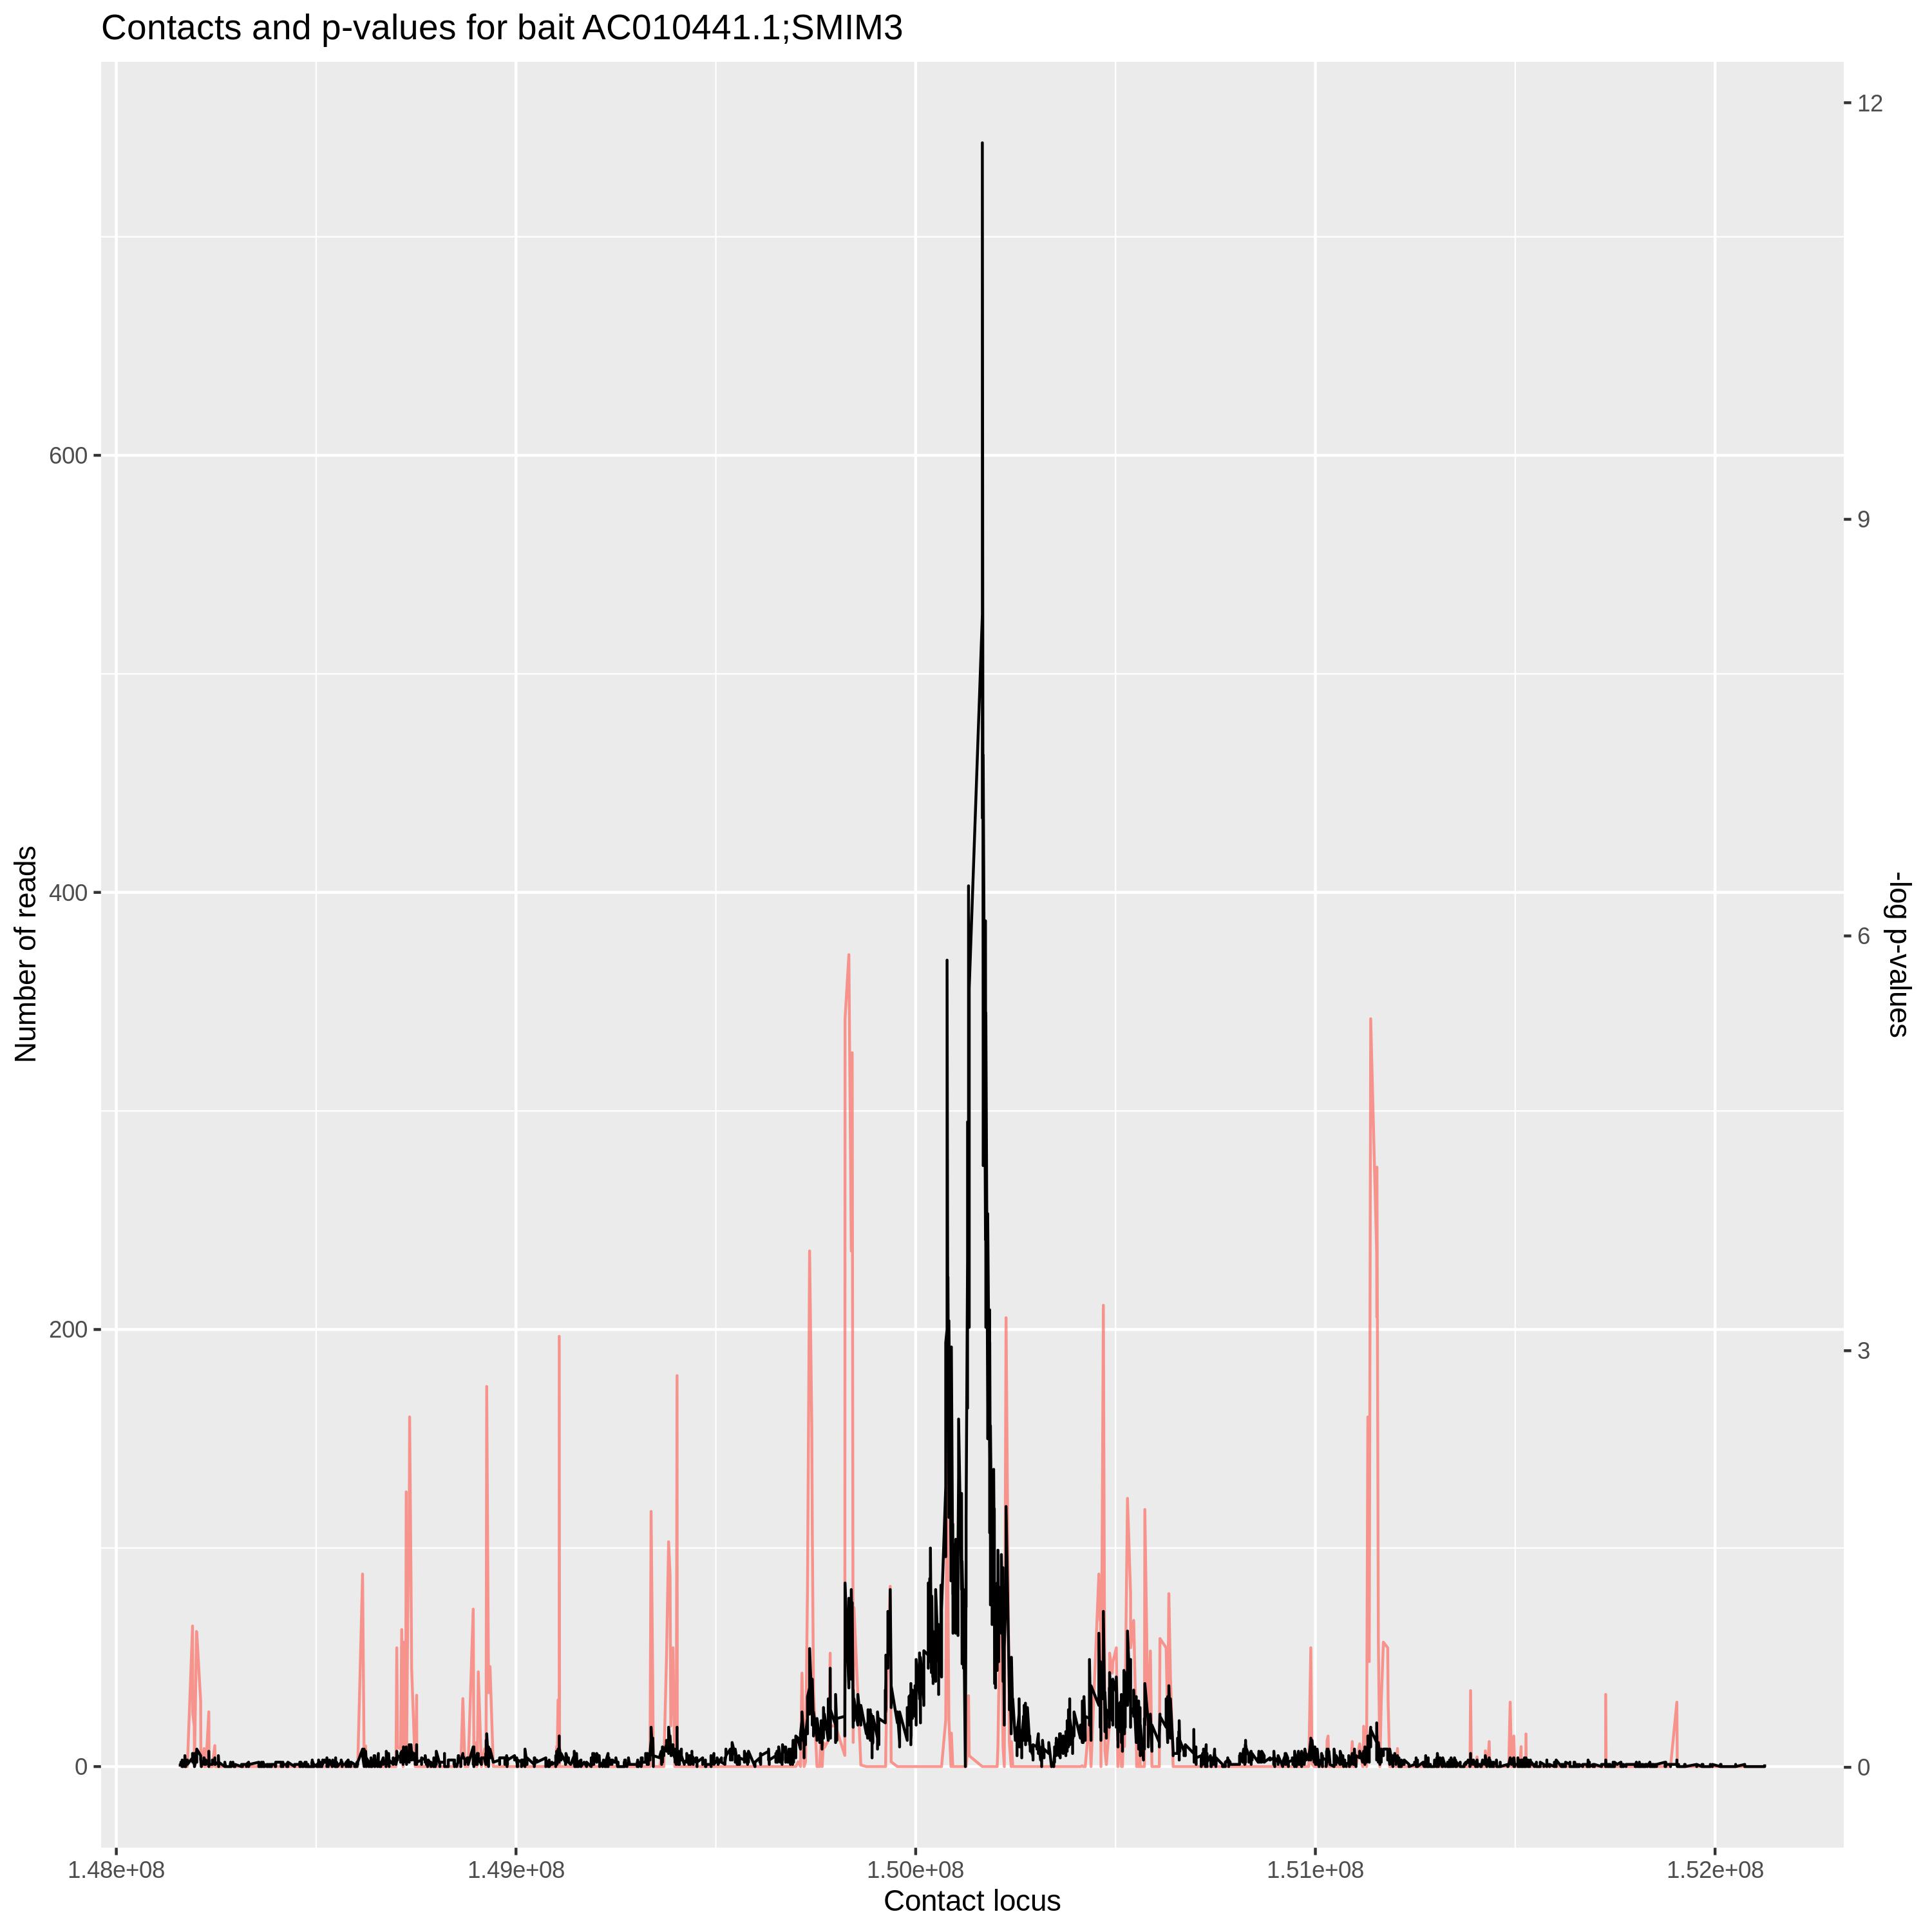 Contacts and p-values for bait AC010441.1;SMIM3
12
9
6
3
0
-log p-values
600
400
200
0
Number of reads
1.48e+08
1.49e+08
1.50e+08
1.51e+08
1.52e+08
Contact locus